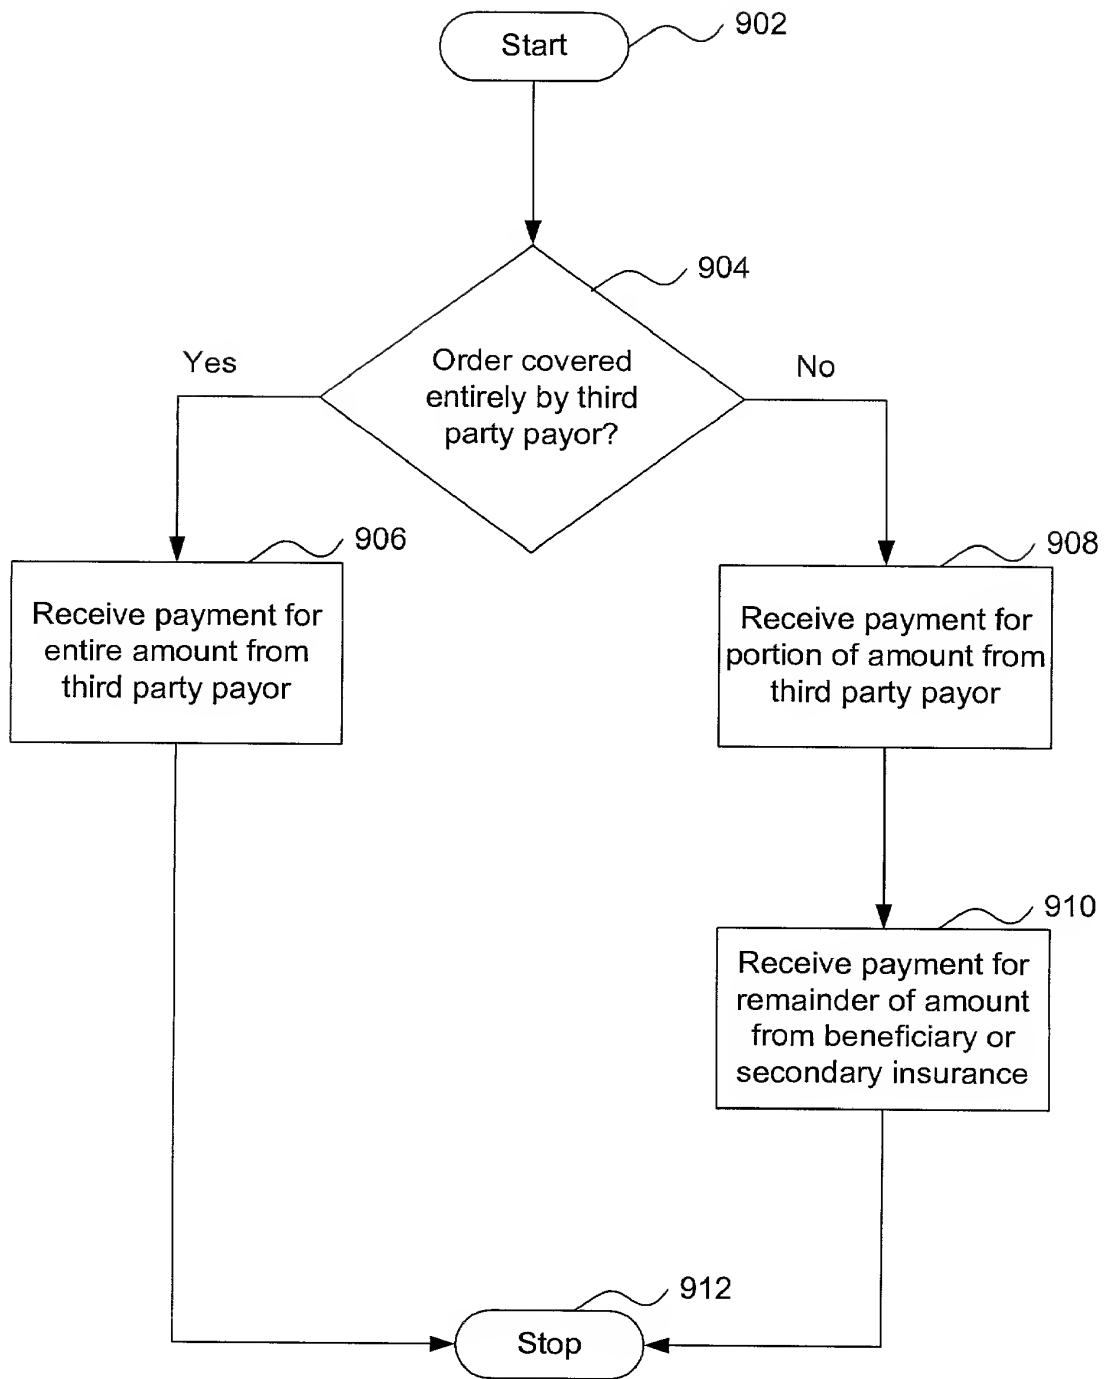 Start
902
904
Order covered
entirely by third
party payor?
Yes
No
906
Receive payment for
entire amount from
third party payor
908
Receive payment for
portion of amount from
third party payor
910
Receive payment for
remainder of amount
from beneficiary or
secondary insurance
912
Stop